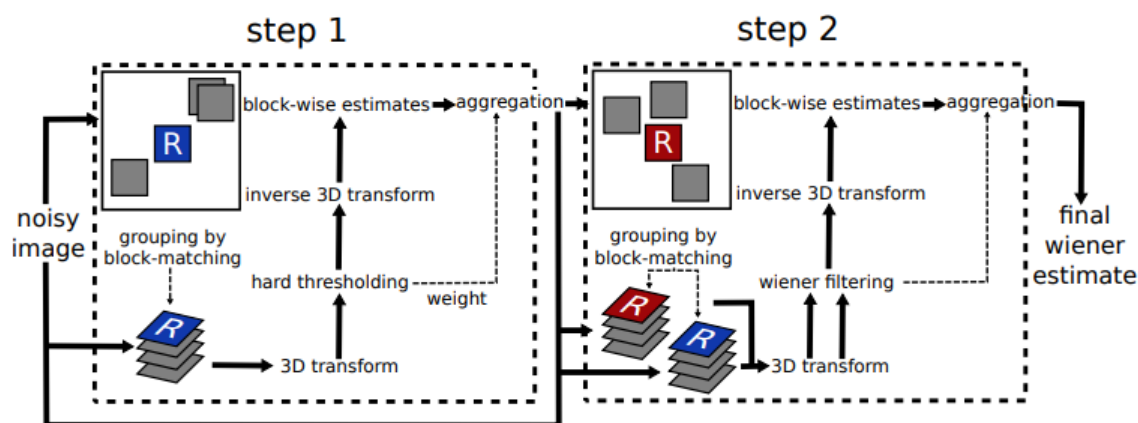 step 1
step 2
block-wise estimates
aggregation
R
inverse 3D transform
noisy
image
grouping by
block-matching
hard thresholding
weight
R
3D transform
block-wise estimates
aggregation
R
inverse 3D transform
grouping by
block-matching
wiener filtering
R
R
3D transform
final
wiener
estimate